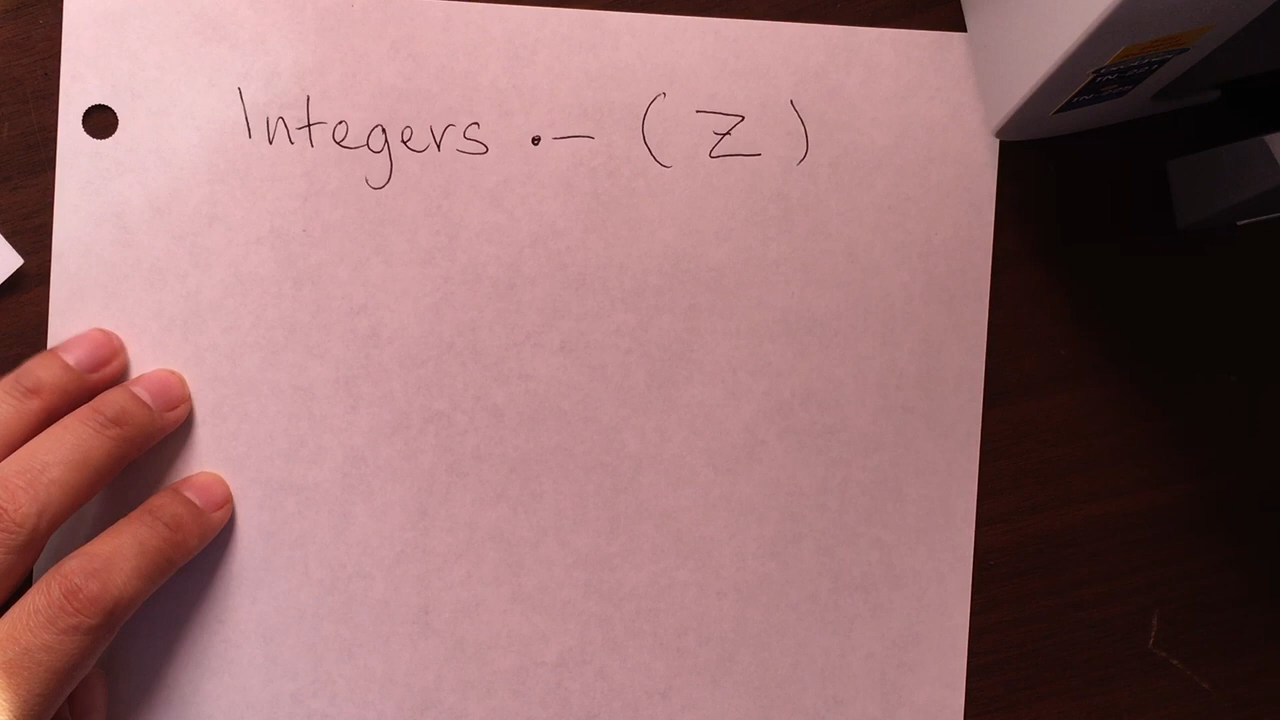 Integers .- (Z)